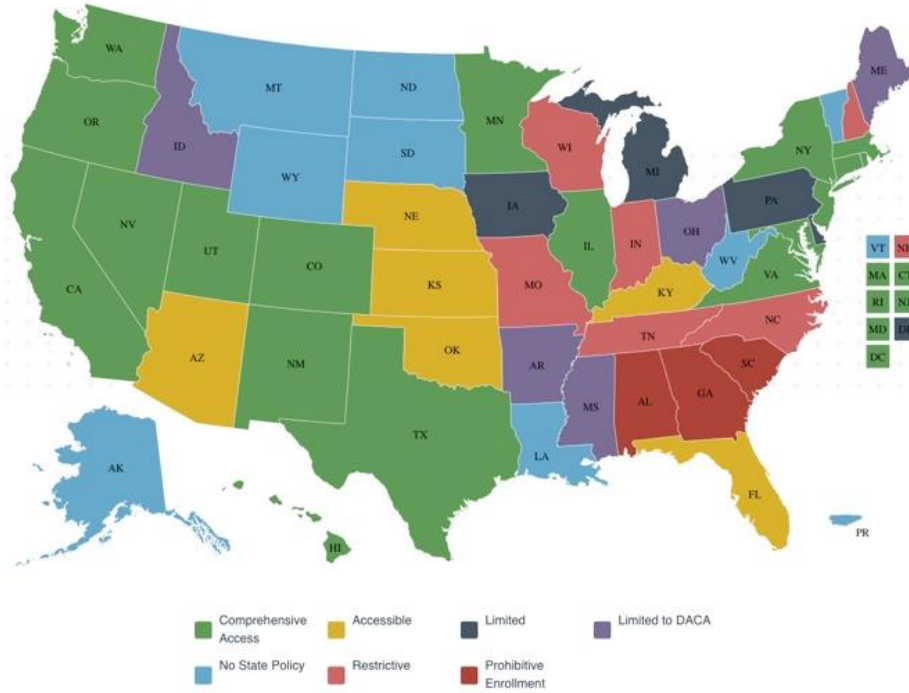 WA
ME
MT
ND
MN
OR
ID
WI
NY
SD
WY
MI
IA
PA
NE
NV
OH
IL
IN
UT
CO
WV
VA
CA
KS
MO
KY
NC
TN
OK
AZ
NM
AR
SC
MS
AL
GA
TX
LA
AK
FL
HI
PR
VT
MA
RI
MD
DC
Comprehensive Access
Accessible
Limited
Limited to DACA
No State Policy
Restrictive
Prohibitive Enrollment